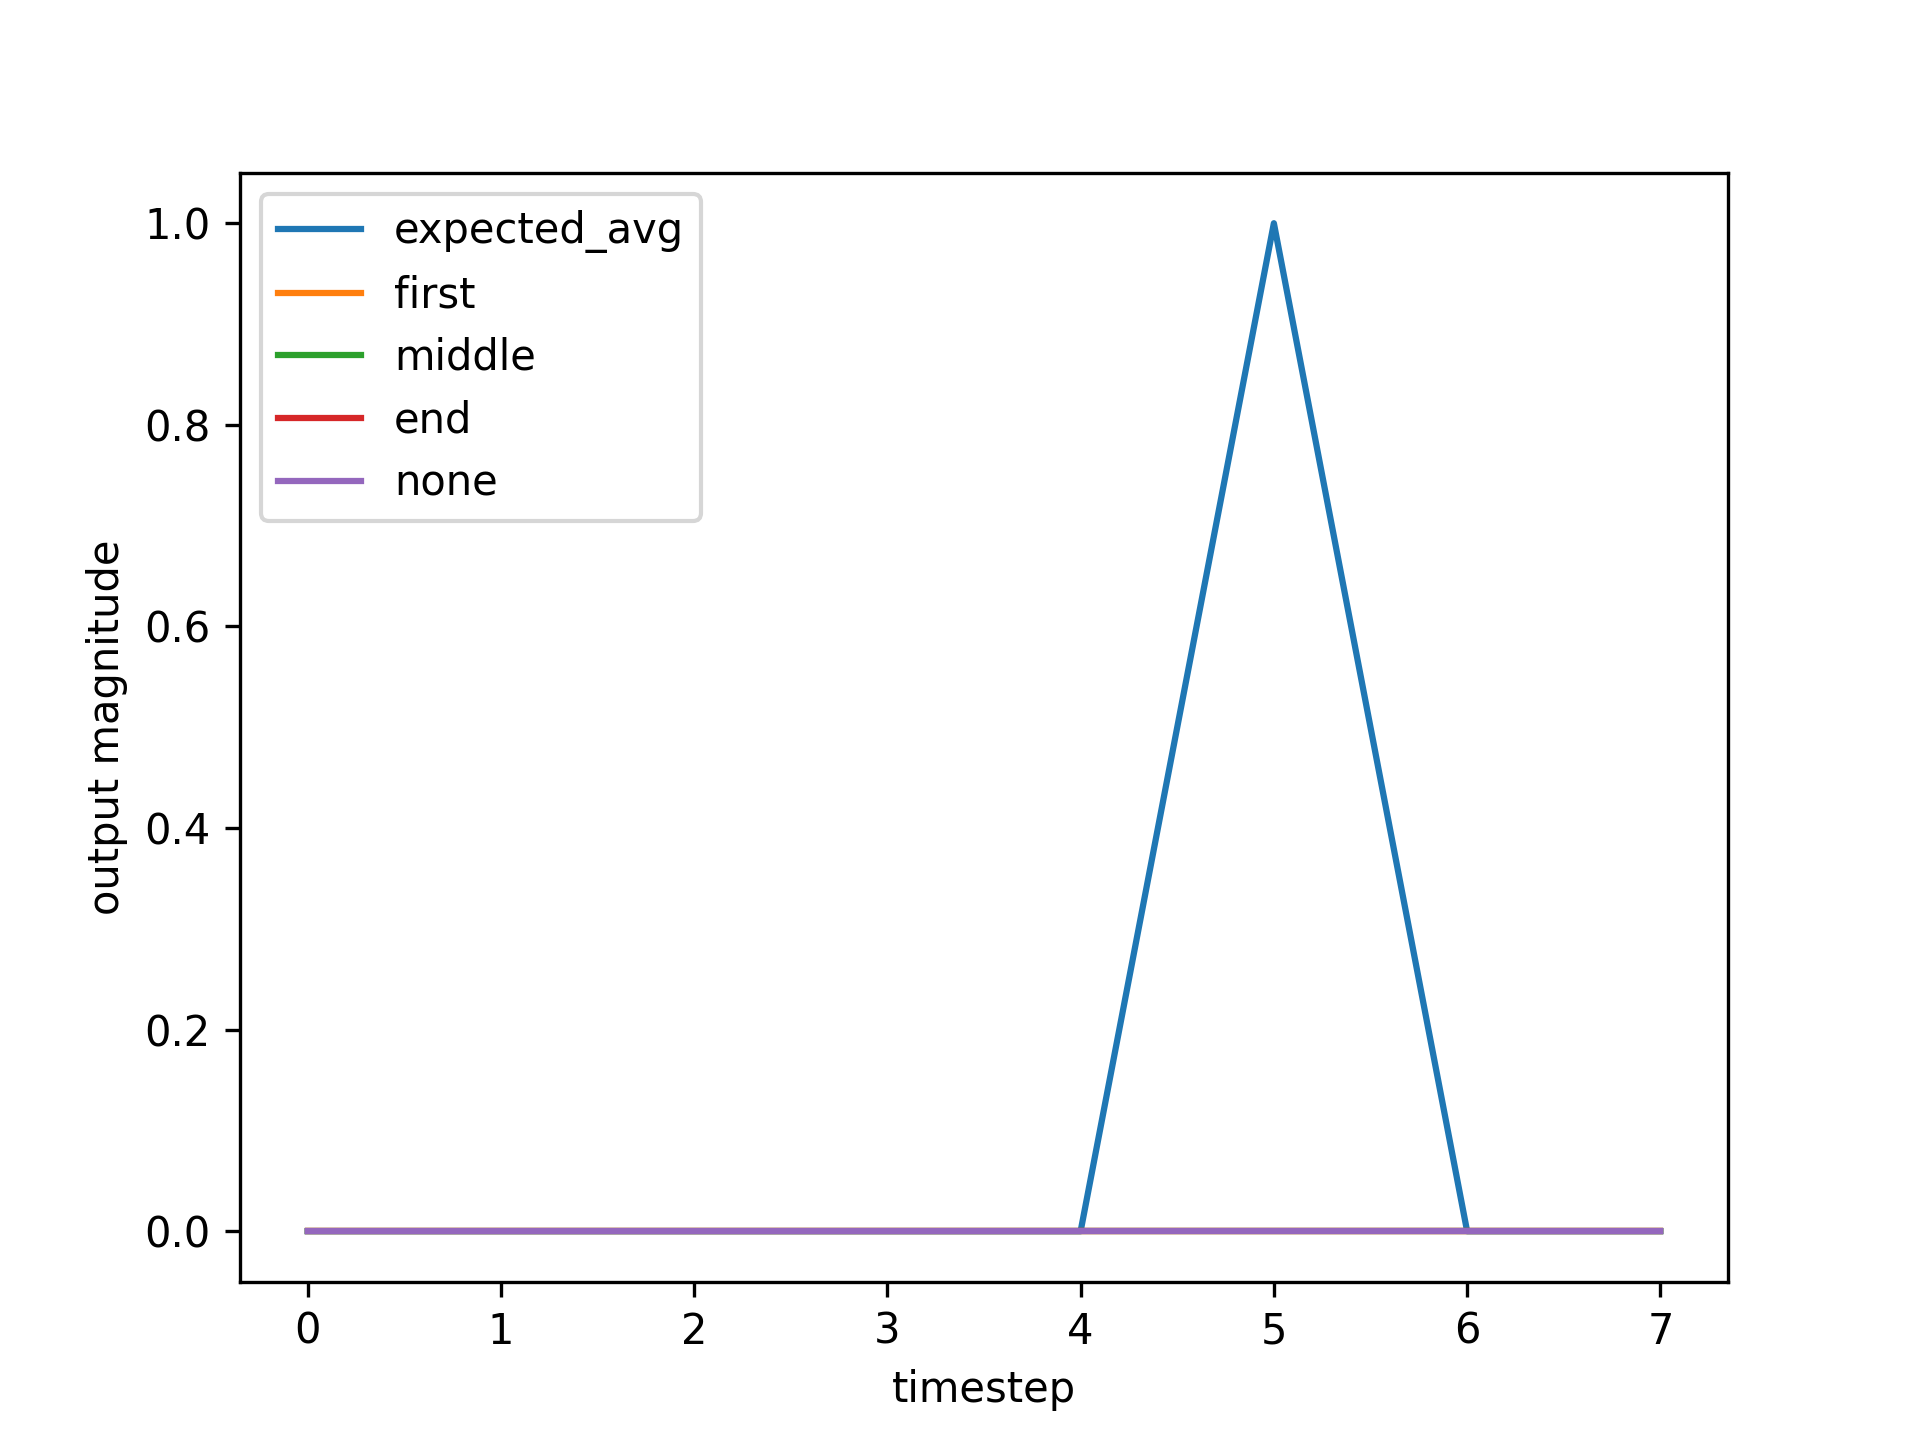 expected_avg
first
middle
end
none
output magnitude
1.0
0.8
0.6
0.4
0.2
0.0
0 1 2 3 4 5 6 7
timestep